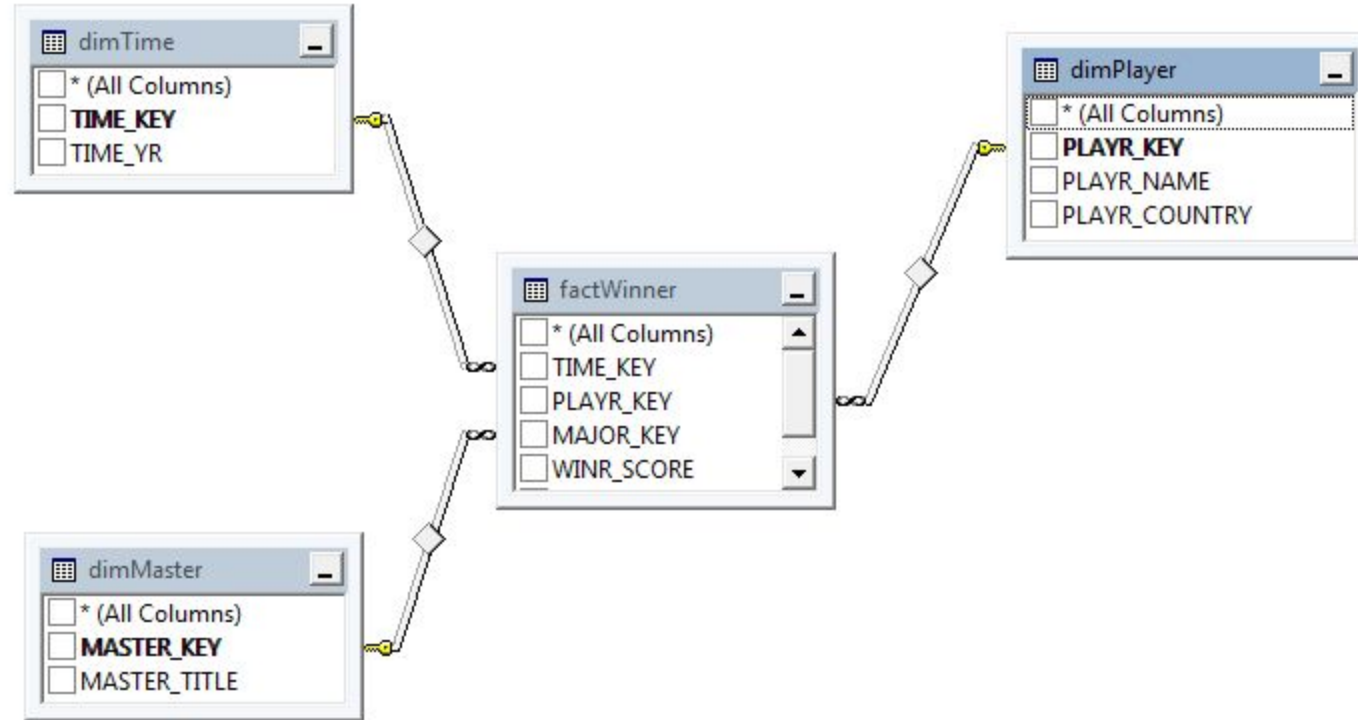 dimTime
* (All Columns)
TIME_KEY
TIME_YR
dimPlayer
* (All Columns)
PLAYR_KEY
PLAYR_NAME
PLAYR_COUNTRY
factWinner
* (All Columns)
TIME_KEY
PLAYR_KEY
MAJOR_KEY
WINR_SCORE
dimMaster
* (All Columns)
MASTER_KEY
MASTER_TITLE